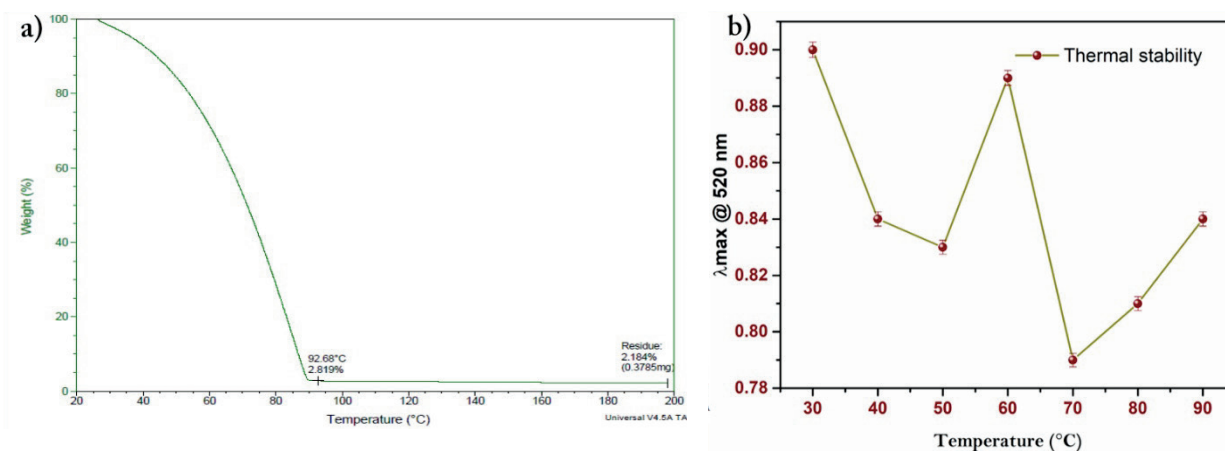 a)
100
80
60
40
20
0
Weight (%)
92.68°C
2.819%
Residue:
2.184%
(0.3785mg)
20 40 60 80 100 120 140 160 180 200
Temperature (°C)
Universal V4.5A TA
b)
Thermal stability
0.90
0.88
0.86
0.84
0.82
0.80
0.78
λmax @ 520 nm
30 40 50 60 70 80 90
Temperature (°C)